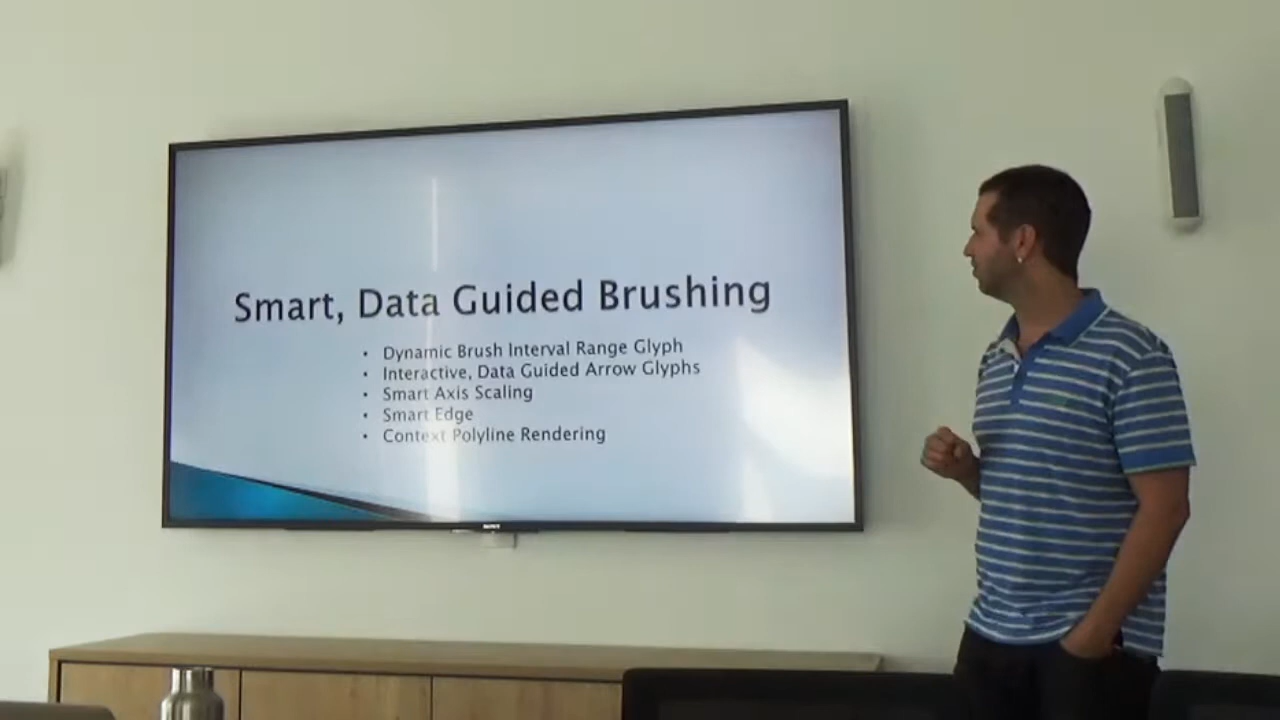 Smart, Data Guided Brushing
• Dynamic Brush Interval Range Glyph
• Interactive, Data Guided Arrow Glyphs
• Smart Axis Scaling
• Smart Edge
• Context Polyline Rendering